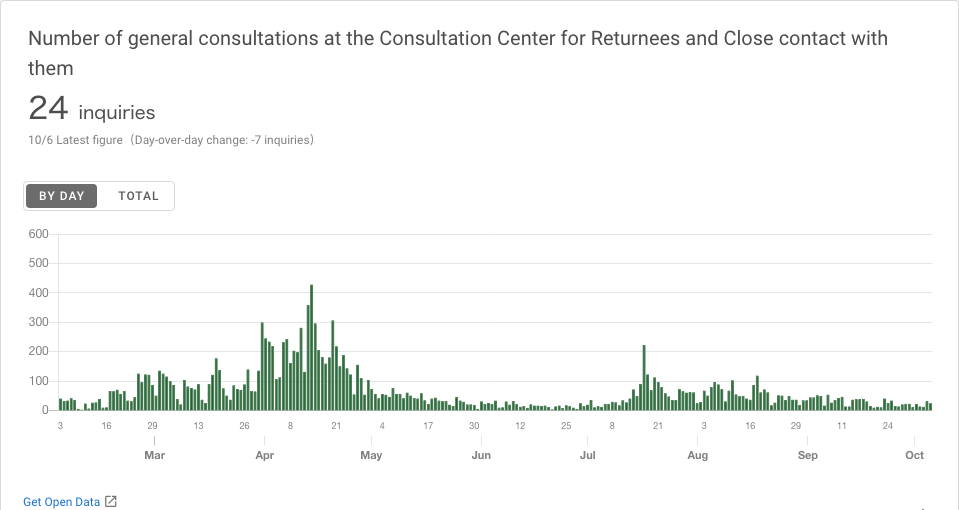 Number of general consultations at the Consultation Center for Returnees and Close contact with
them
24 inquiries
10/6 Latest figure（Day-over-day change: -7 inquiries）
BY DAY TOTAL
600
500
400
300
200
100
0
3 16 29 13 26 8 21 4 17 30 12 25 8 21 3 16 29 11 24
Mar Apr May Jun Jul Aug Sep Oct
Get Open Data